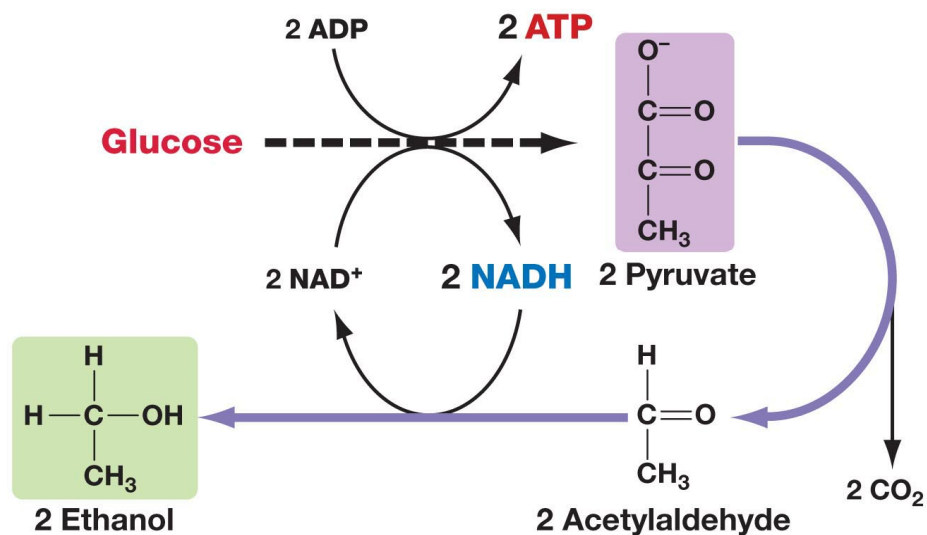 2 ADP
2 ATP
Glucose
O⁻
C=O
C=O
CH₃
2 Pyruvate
2 NAD⁺
2 NADH
H
H—C—OH
CH₃
2 Ethanol
H
C=O
CH₃
2 Acetylaldehyde
2 CO₂